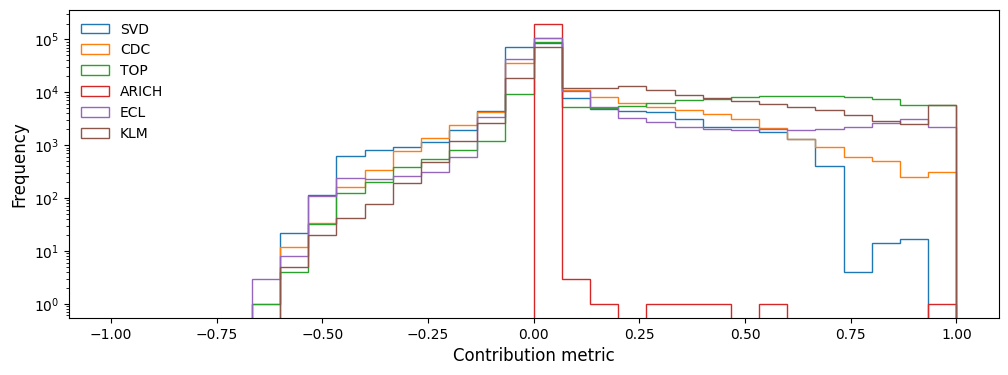 SVD
CDC
TOP
ARICH
ECL
KLM
Frequency
10⁵
10⁴
10³
10²
10¹
10⁰
−1.00 −0.75 −0.50 −0.25 0.00 0.25 0.50 0.75 1.00
Contribution metric